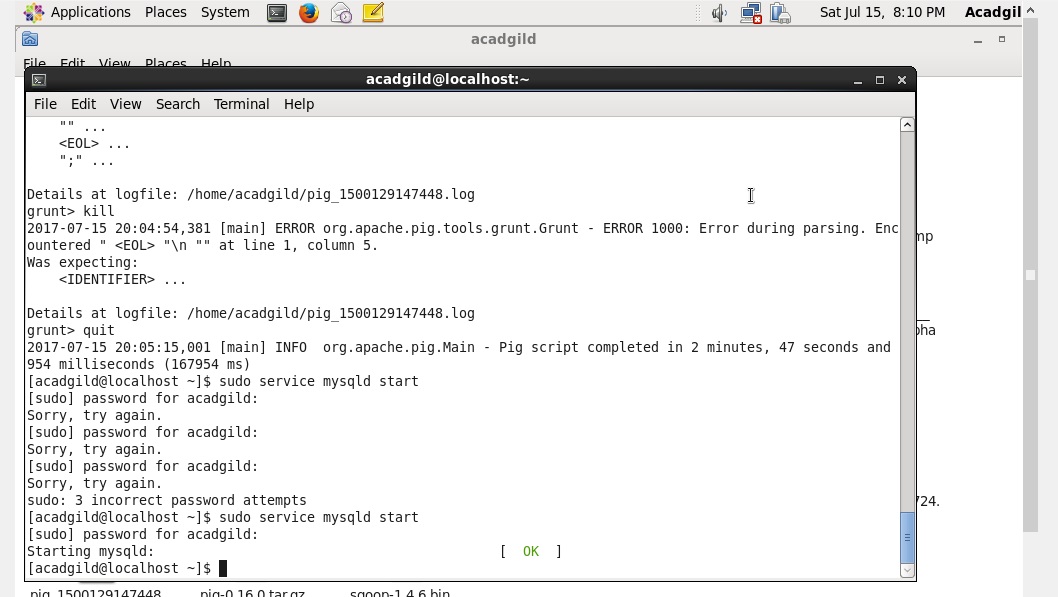 Applications Places System Sat Jul 15, 8:10 PM Acadgil
acadgild
File Edit View Places Help
acadgild@localhost:~
File Edit View Search Terminal Help
"" ...
<EOL> ...
";" ...
Details at logfile: /home/acadgild/pig_1500129147448.log
grunt> kill
2017-07-15 20:04:54,381 [main] ERROR org.apache.pig.tools.grunt.Grunt - ERROR 1000: Error during parsing. Enc
ountered " <EOL> "\n "" at line 1, column 5.
mp
Was expecting:
<IDENTIFIER> ...
Details at logfile: /home/acadgild/pig_1500129147448.log
grunt> quit
pha
2017-07-15 20:05:15,001 [main] INFO  org.apache.pig.Main - Pig script completed in 2 minutes, 47 seconds and
954 milliseconds (167954 ms)
[acadgild@localhost ~]$ sudo service mysqld start
[sudo] password for acadgild:
Sorry, try again.
[sudo] password for acadgild:
Sorry, try again.
[sudo] password for acadgild:
Sorry, try again.
sudo: 3 incorrect password attempts
724.
[acadgild@localhost ~]$ sudo service mysqld start
[sudo] password for acadgild:
Starting mysqld: [ OK ]
[acadgild@localhost ~]$
pig_1500129147448. pig-0.16.0.tar.gz sqoop-1.4.6.bin